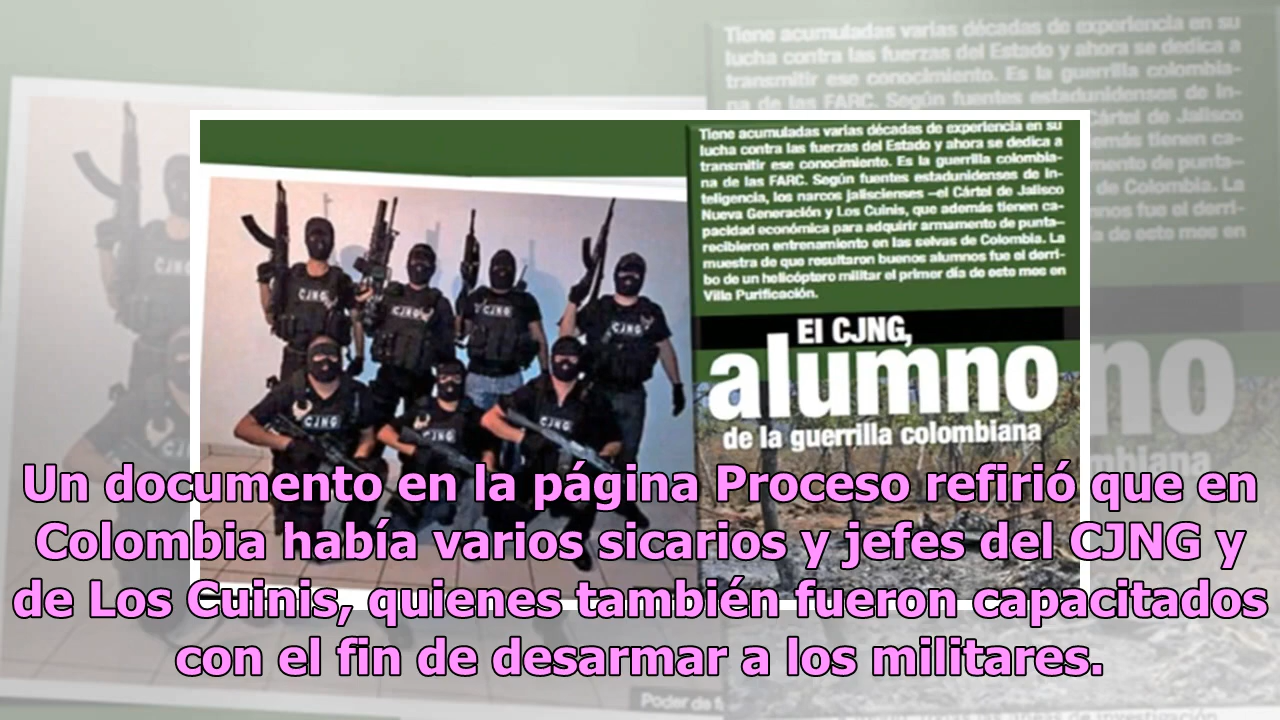 Tiene acumuladas varias décadas de experiencia en su
lucha contra las fuerzas del Estado y ahora se dedica a
transmitir ese conocimiento. Es la guerrilla colombia-
na de las FARC. Según fuentes estadunidenses de in-
teligencia, los narcos jaliscienses –el Cártel de Jalisco
Nueva Generación y Los Cuinis, que además tienen ca-
pacidad económica para adquirir armamento de punta–
recibieron entrenamiento en las selvas de Colombia. La
muestra de que resultaron buenos alumnos fue el derri-
bo de un helicóptero militar el primer día de este mes en
Villa Purificación.
El CJNG,
alumno
de la guerrilla colombiana
CJNG
CJNG
CJNG
CJNG
CJNG
CJNG
CJNG
Un documento en la página Proceso refirió que en
Colombia había varios sicarios y jefes del CJNG y
de Los Cuinis, quienes también fueron capacitados
con el fin de desarmar a los militares.